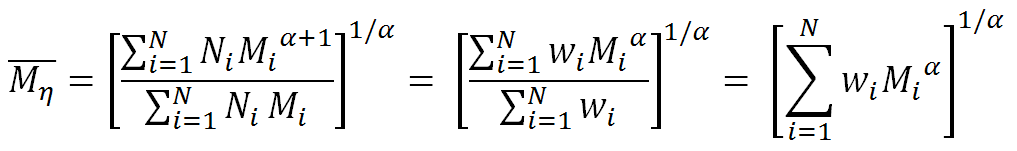 $\overline{M_\eta} = \left[ \frac{\sum_{i=1}^{N} N_i M_i^{\alpha+1}}{\sum_{i=1}^{N} N_i M_i} \right]^{1/\alpha} = \left[ \frac{\sum_{i=1}^{N} w_i M_i^{\alpha}}{\sum_{i=1}^{N} w_i} \right]^{1/\alpha} = \left[ \sum_{i=1}^{N} w_i M_i^{\alpha} \right]^{1/\alpha}$